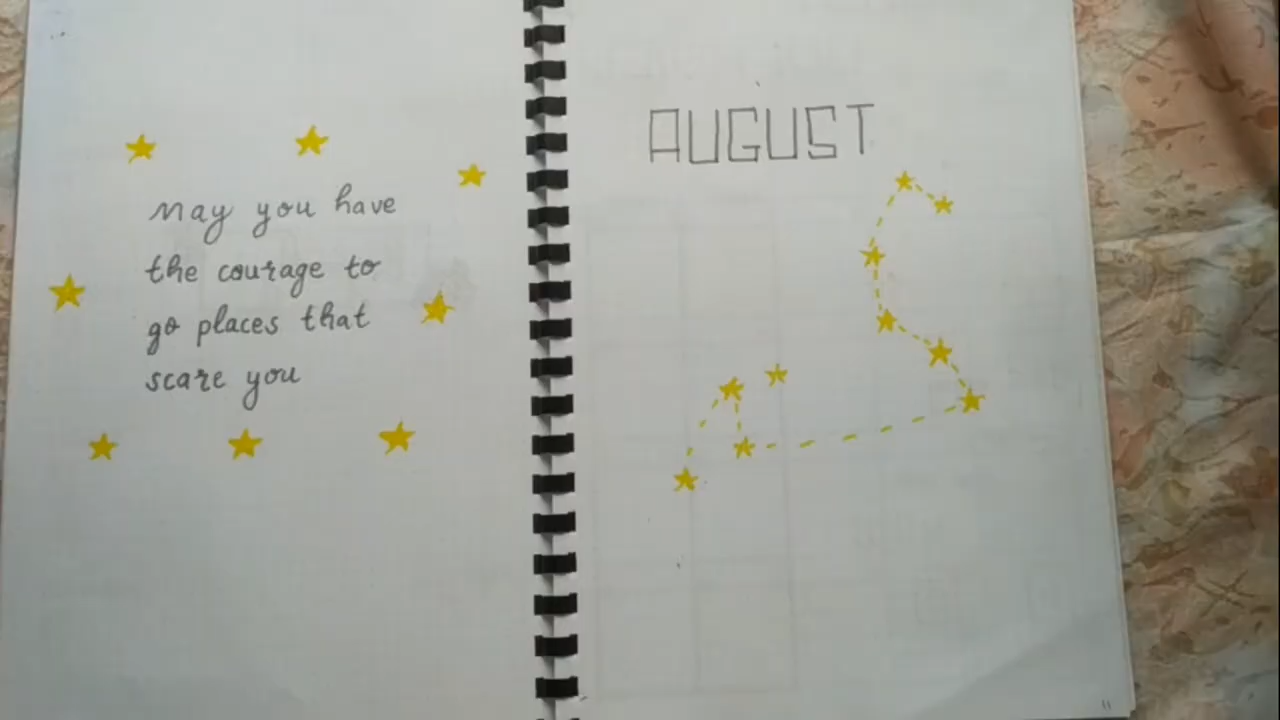 May you have
the courage to
go places that
scare you
AUGUST